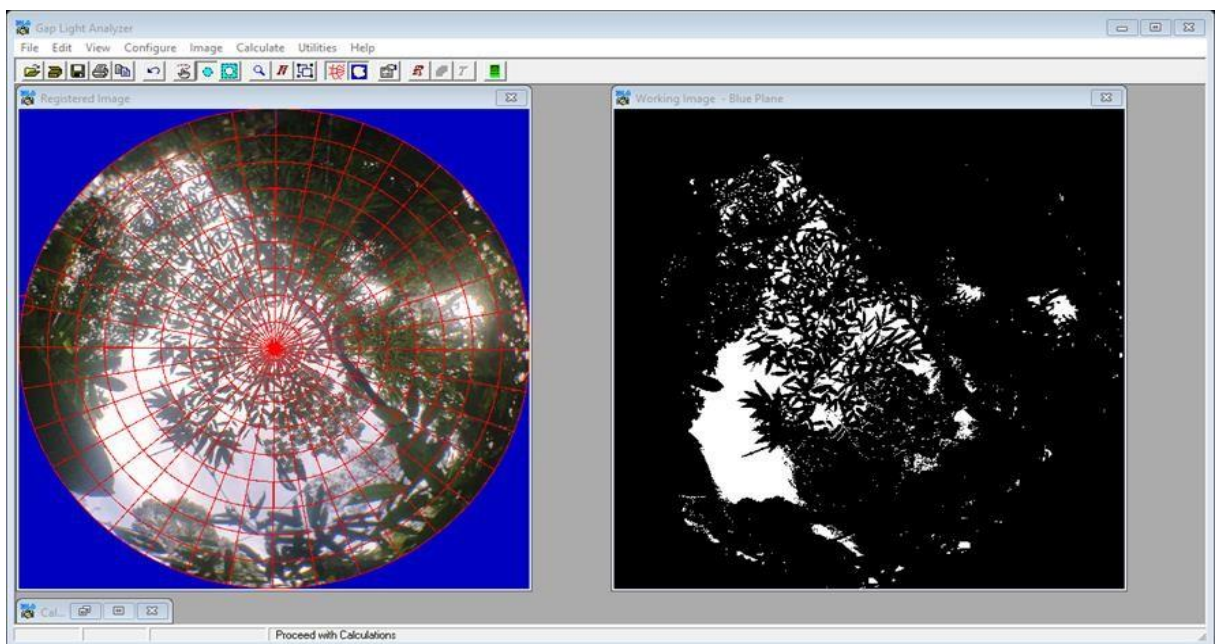 Gap Light Analyzer
File Edit View Configure Image Calculate Utilities Help
Registered Image
Working Image - Blue Plane
Cal...
Proceed with Calculations